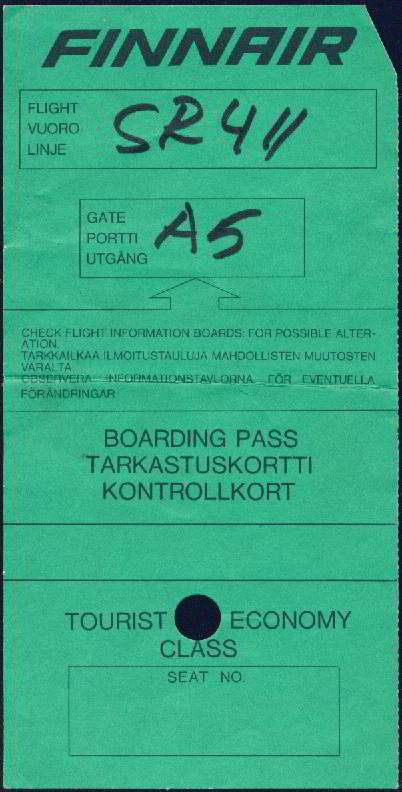 FINNAIR
FLIGHT
VUORO
LINJE
SR411
GATE
PORTTI
UTGÅNG
A5
CHECK FLIGHT INFORMATION BOARDS FOR POSSIBLE ALTER-
ATION
TARKKAILKAA ILMOITUSTAULUJA MAHDOLLISTEN MUUTOSTEN
VARALTA
OBSERVERA INFORMATIONSTAVLORNA FÖR EVENTUELLA
FÖRÄNDRINGAR
BOARDING PASS
TARKASTUSKORTTI
KONTROLLKORT
TOURIST ECONOMY
CLASS
SEAT NO.